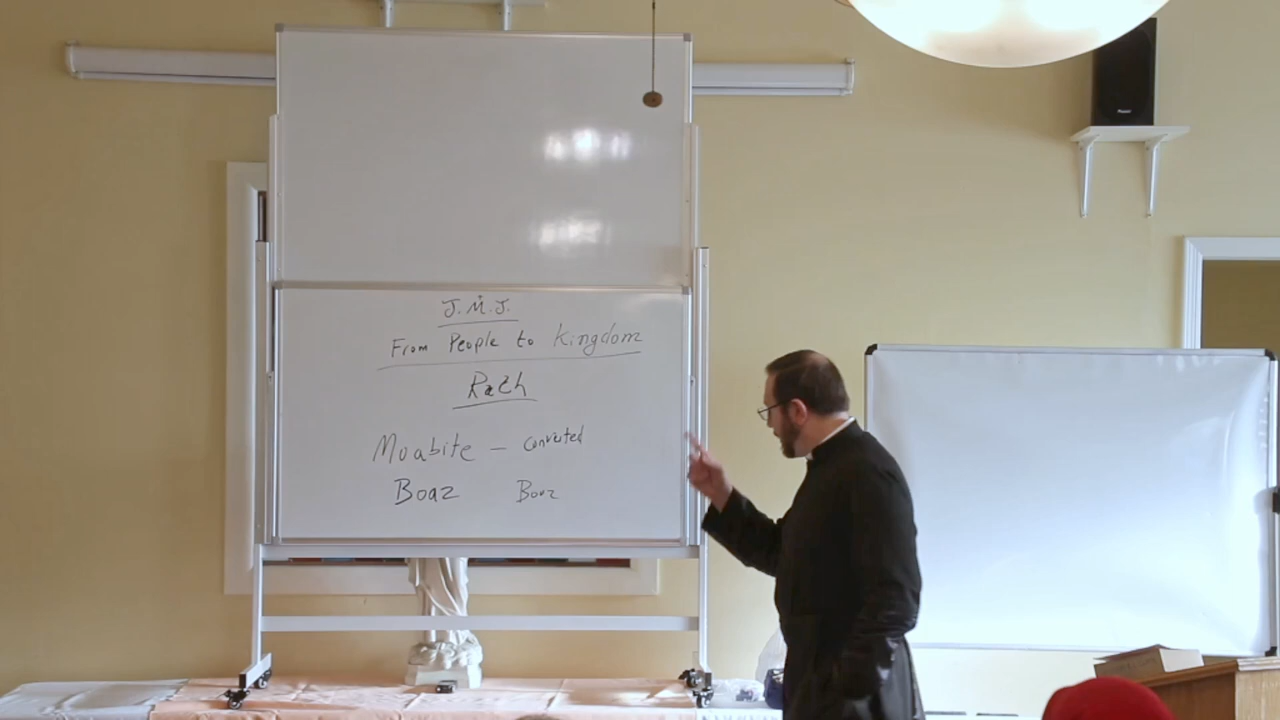 J.M.J.
From People to Kingdom
Ruth
Moabite – converted
Boaz Booz